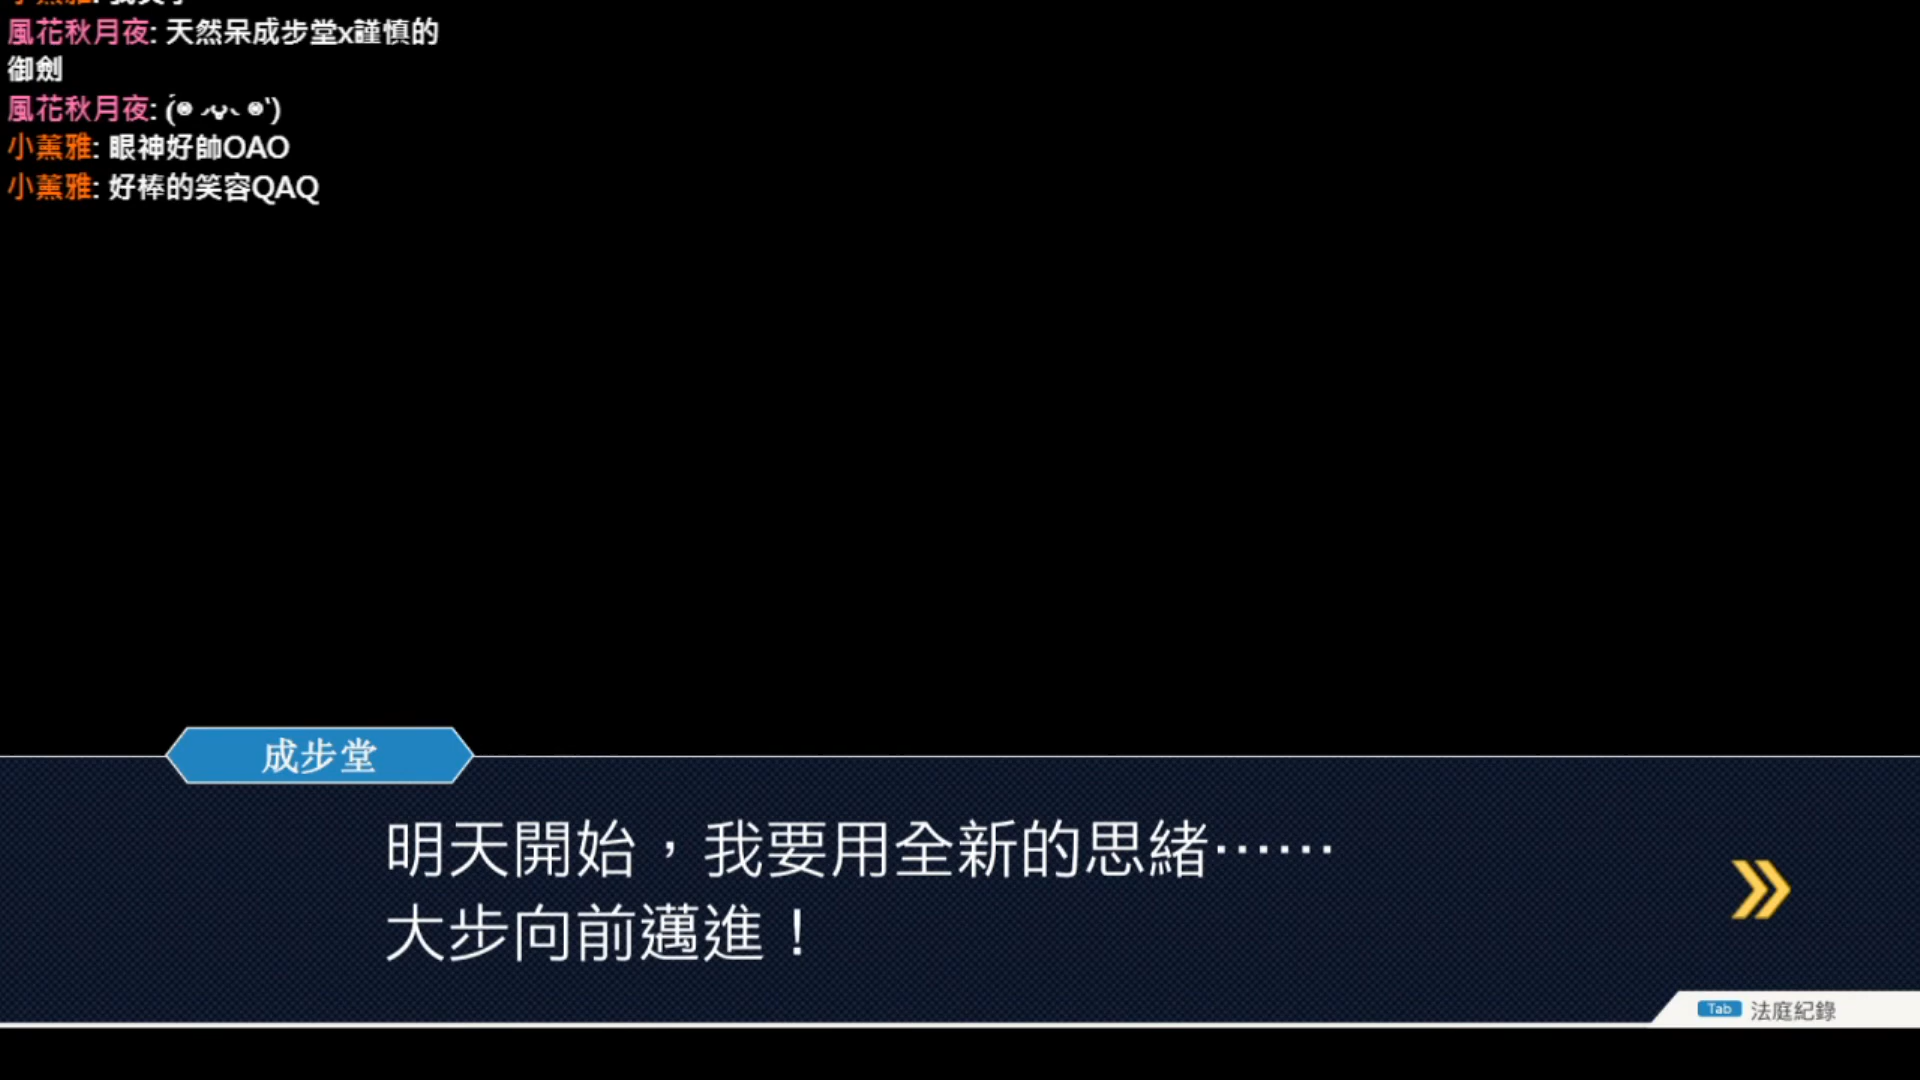 風花秋月夜: 天然呆成步堂x謹慎的
御劍
風花秋月夜: (๑•́ ᎔ ก̀๑)
小薰雅: 眼神好帥OAO
小薰雅: 好棒的笑容QAQ
成步堂
明天開始，我要用全新的思緒……
大步向前邁進！
Tab 法庭紀錄